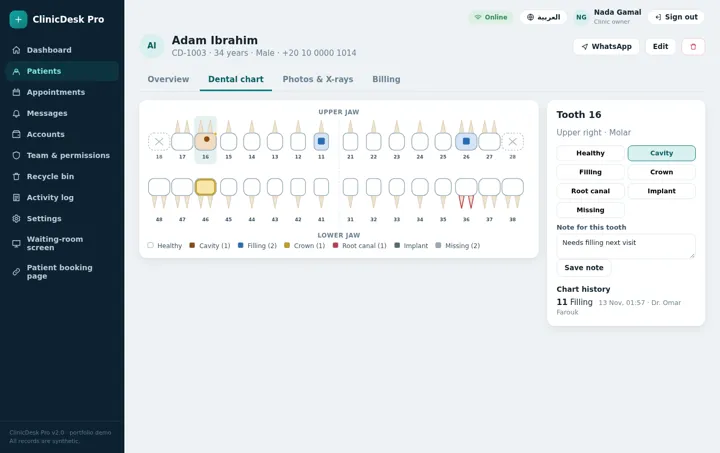 ClinicDesk Pro
Dashboard
Patients
Appointments
Messages
Accounts
Team & permissions
Recycle bin
Activity log
Settings
Waiting-room
screen
Patient booking
page
ClinicDesk Pro v2.0 · portfolio demo
All records are synthetic.
Online
العربية
NG
Nada Gamal
Clinic owner
Sign out
AI
Adam Ibrahim
CD-1003 · 34 years · Male · +20 10 0000 1014
WhatsApp
Edit
Overview
Dental chart
Photos & X-rays
Billing
UPPER JAW
18 17 16 15 14 13 12 11 21 22 23 24 25 26 27 28
48 47 46 45 44 43 42 41 31 32 33 34 35 36 37 38
LOWER JAW
Healthy Cavity (1) Filling (2) Crown (1) Root canal (1) Implant Missing (2)
Tooth 16
Upper right · Molar
Healthy Cavity
Filling Crown
Root canal Implant
Missing
Note for this tooth
Needs filling next visit
Save note
Chart history
11 Filling 13 Nov, 01:57 · Dr. Omar
Farouk